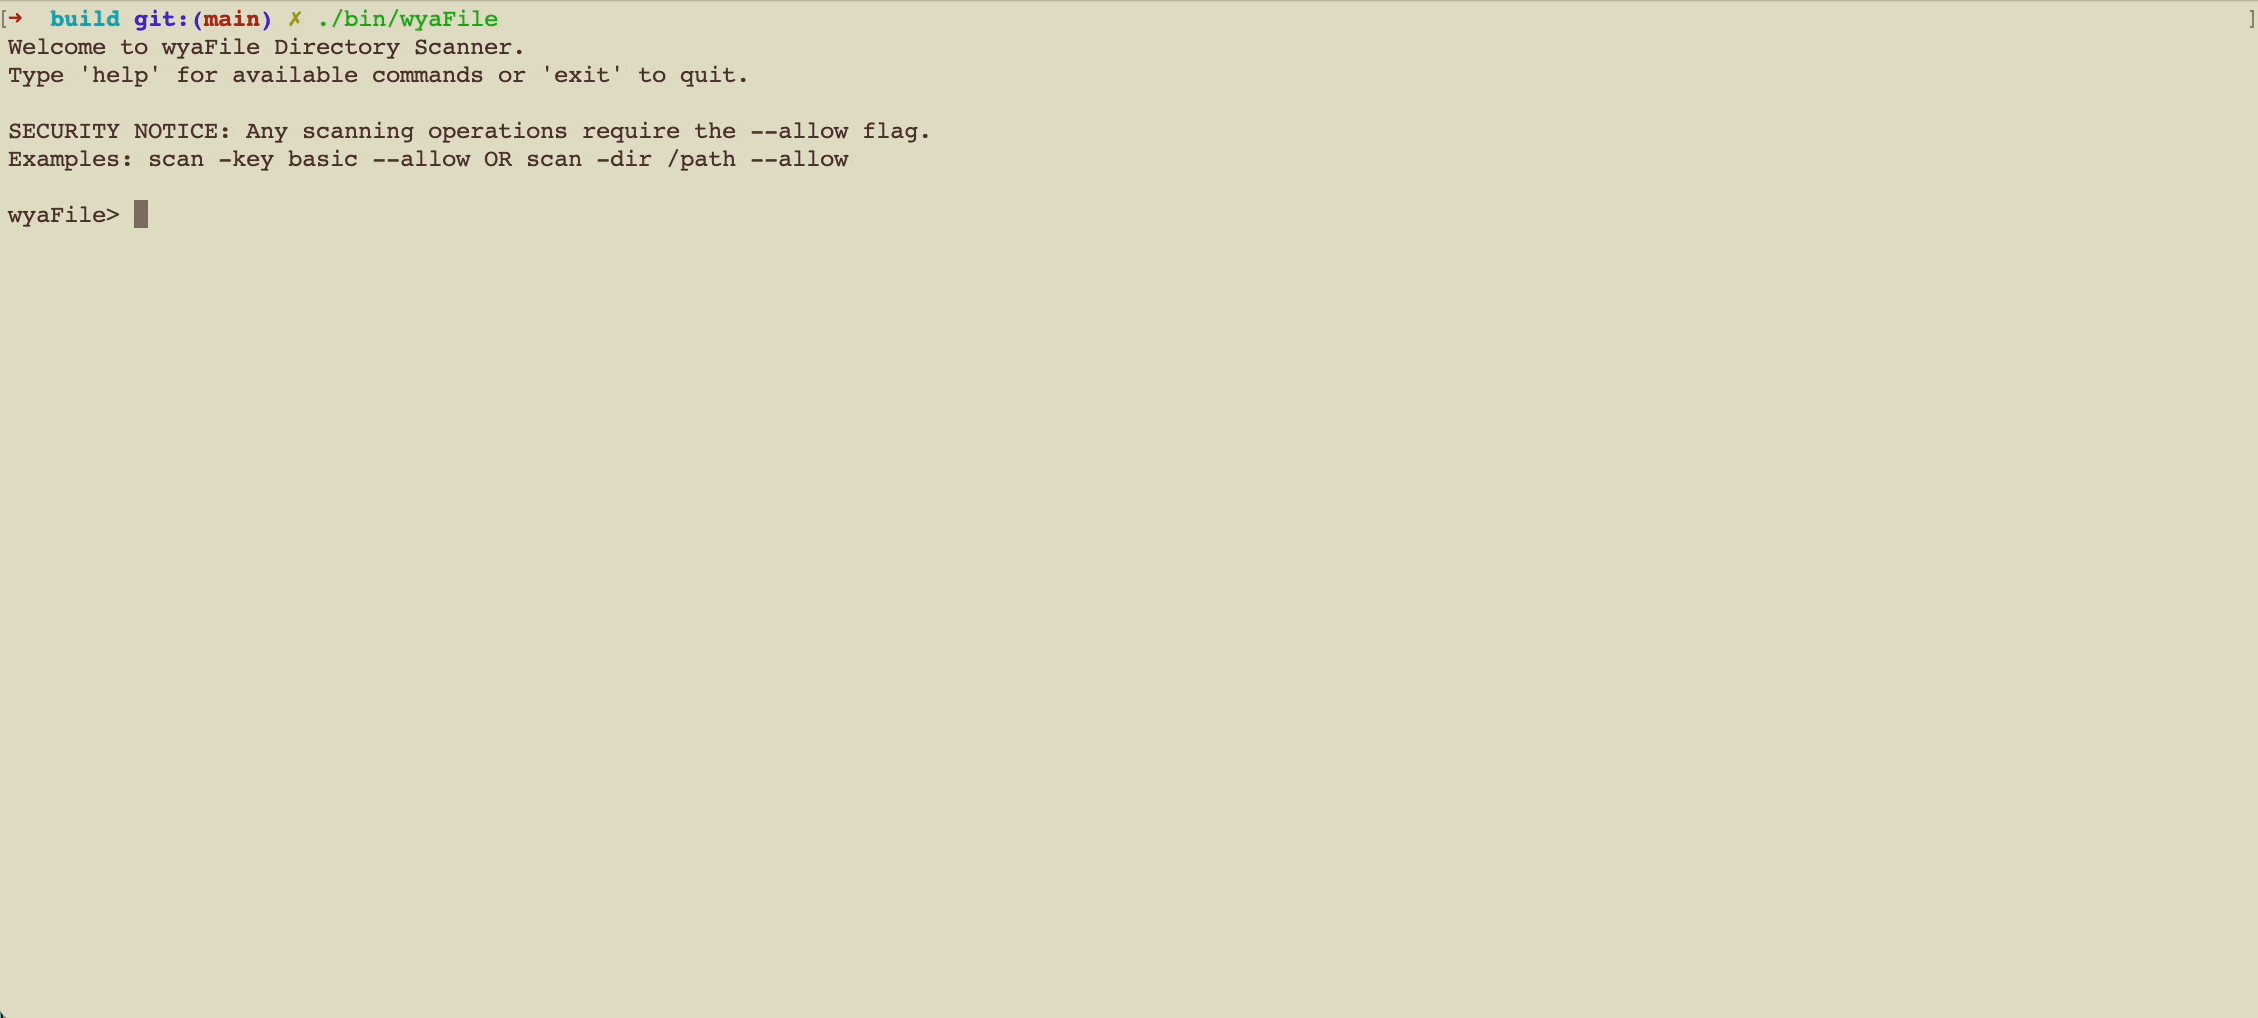 [➜  build git:(main) ✗ ./bin/wyaFile ]
Welcome to wyaFile Directory Scanner.
Type 'help' for available commands or 'exit' to quit.
SECURITY NOTICE: Any scanning operations require the --allow flag.
Examples: scan -key basic --allow OR scan -dir /path --allow
wyaFile>